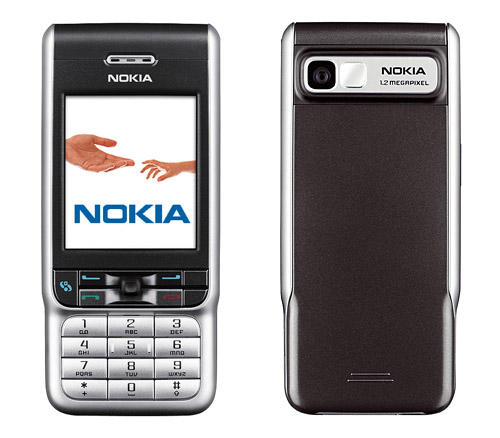 NOKIA
NOKIA
1 2 ABC 3 DEF
4 GHI 5 JKL 6 MNO
7 PQRS 8 TUV 9 WXYZ
* + 0 # 
NOKIA
1.2 MEGAPIXEL